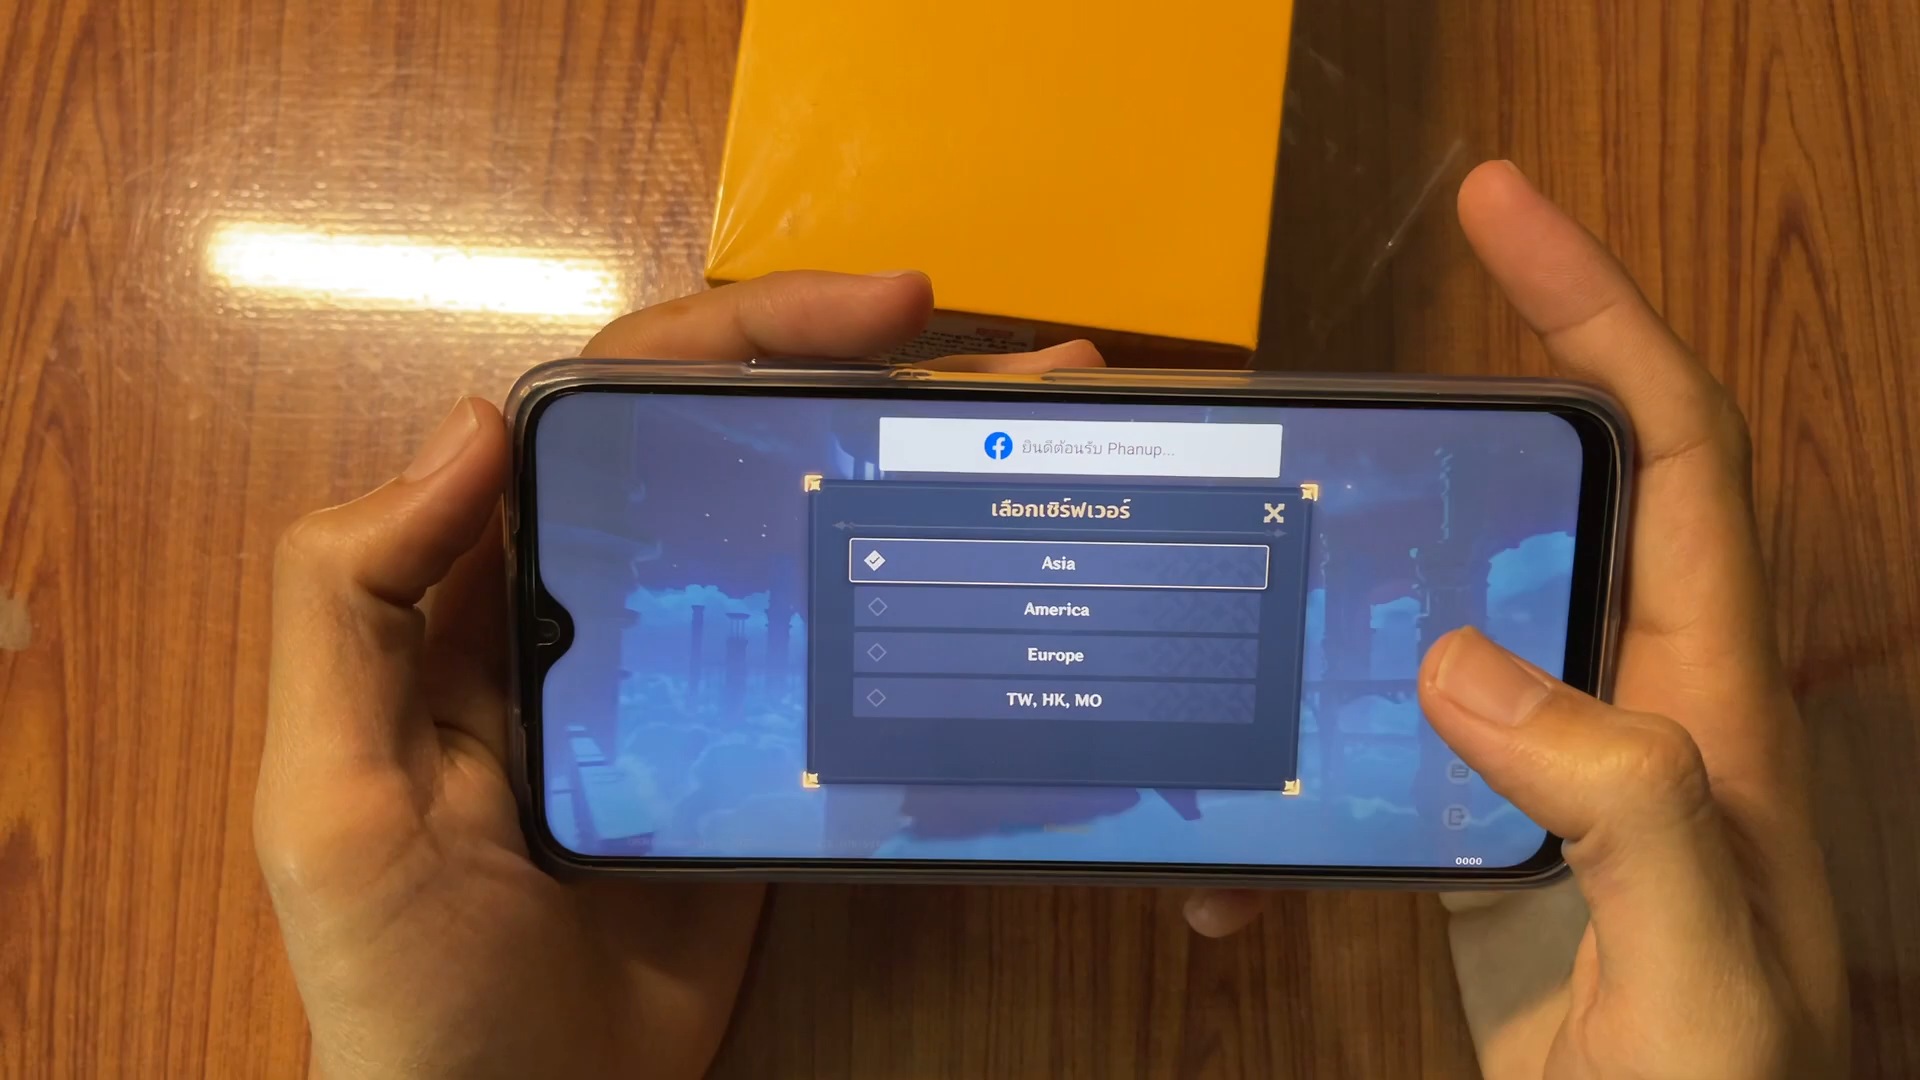 ยินดีต้อนรับ Phanup...
เลือกเซิร์ฟเวอร์
Asia
America
Europe
TW, HK, MO
0000